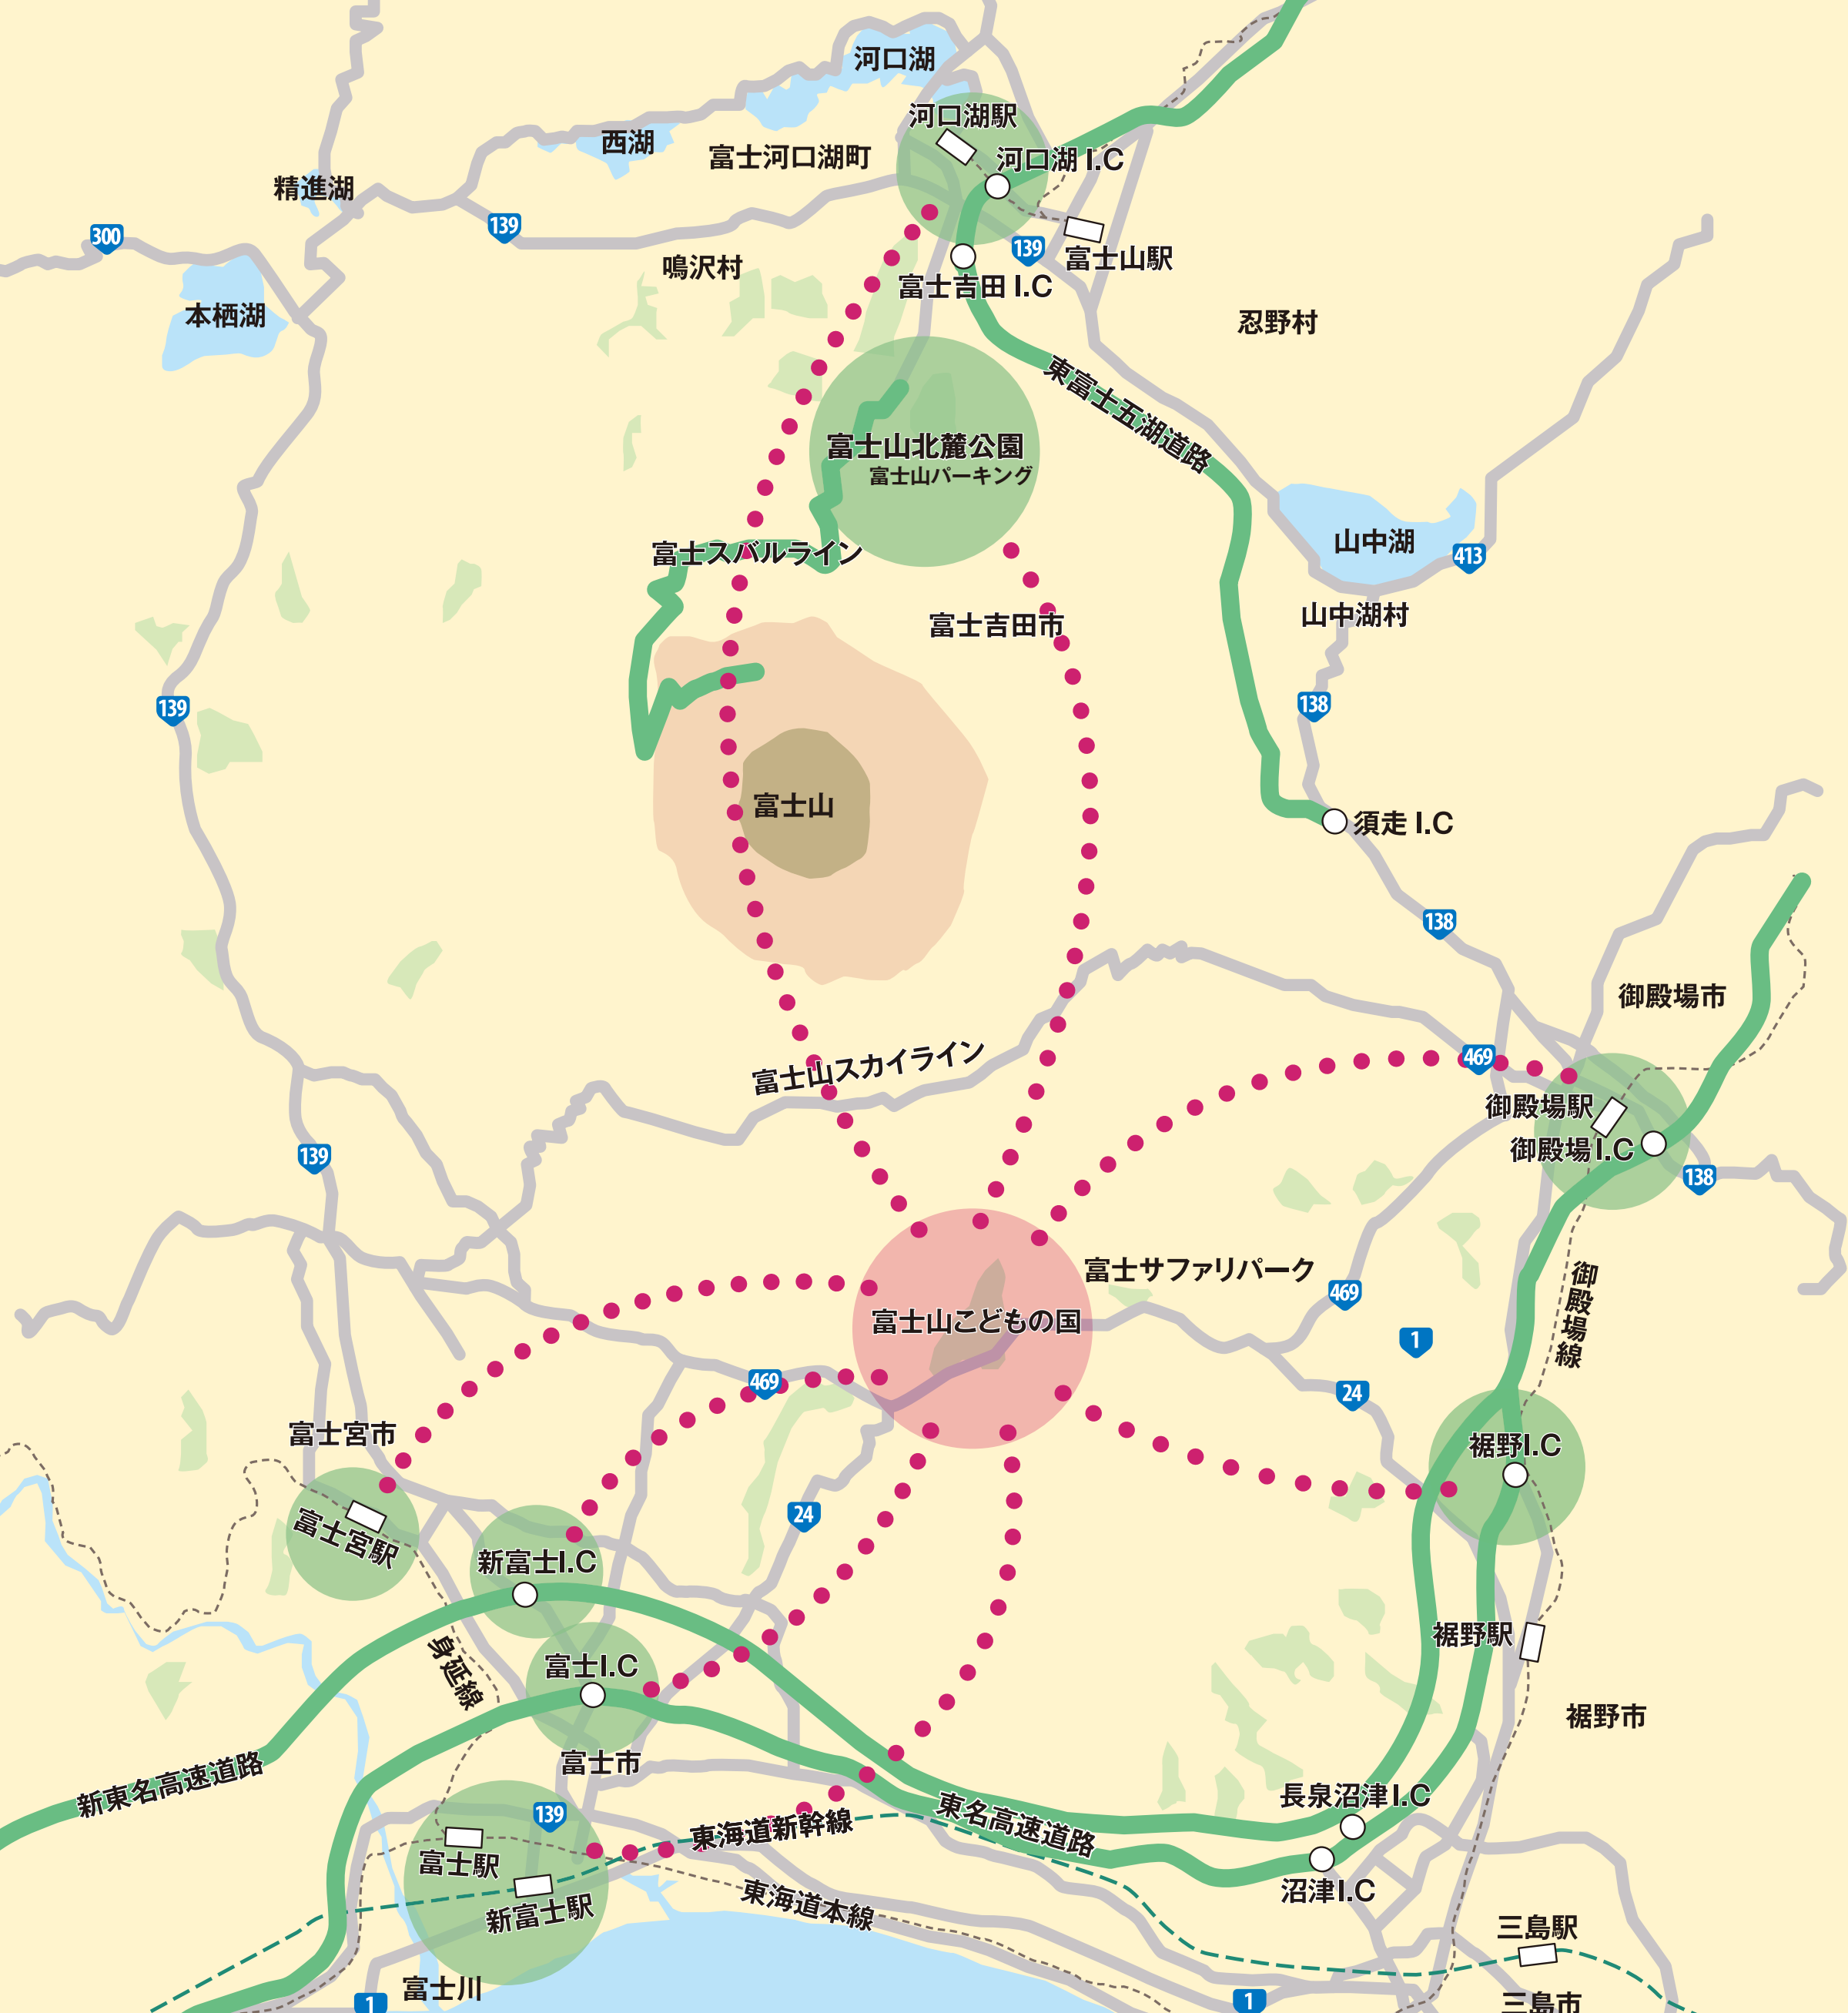 河口湖
河口湖駅
西湖
富士河口湖町
河口湖 I.C
精進湖
139
300
139
富士山駅
鳴沢村
富士吉田 I.C
本栖湖
忍野村
東富士五湖道路
富士山北麓公園
富士山パーキング
山中湖
富士スバルライン
413
山中湖村
富士吉田市
138
139
富士山
須走 I.C
138
御殿場市
富士山スカイライン
469
御殿場駅
御殿場I.C
139
138
富士サファリパーク
御殿場線
469
富士山こどもの国
1
469
24
富士宮市
裾野I.C
24
富士宮駅
新富士I.C
裾野駅
身延線
富士I.C
裾野市
富士市
新東名高速道路
長泉沼津I.C
139
東海道新幹線
東名高速道路
富士駅
沼津I.C
新富士駅
東海道本線
三島駅
富士川
1
1
三島市